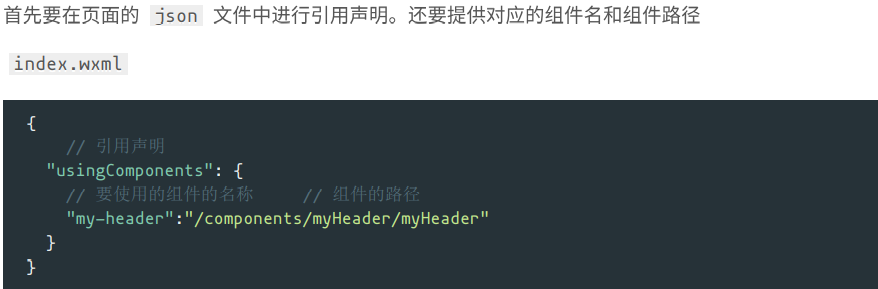 首先要在页面的 json 文件中进行引用声明。还要提供对应的组件名和组件路径
index.wxml
{
// 引用声明
"usingComponents": {
// 要使用的组件的名称 // 组件的路径
"my-header":"/components/myHeader/myHeader"
}
}